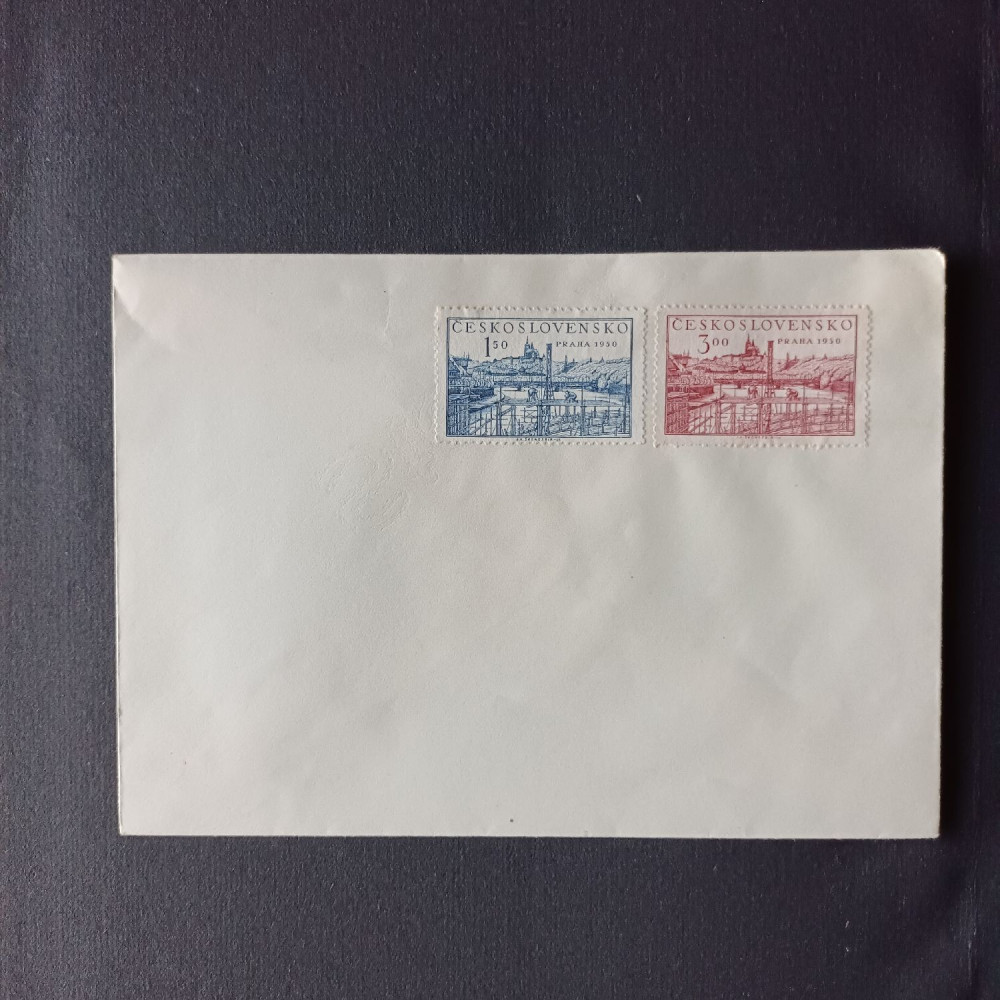 ČESKOSLOVENSKO
1 50 PRAHA 1950
ČESKOSLOVENSKO
3 00 PRAHA 1950